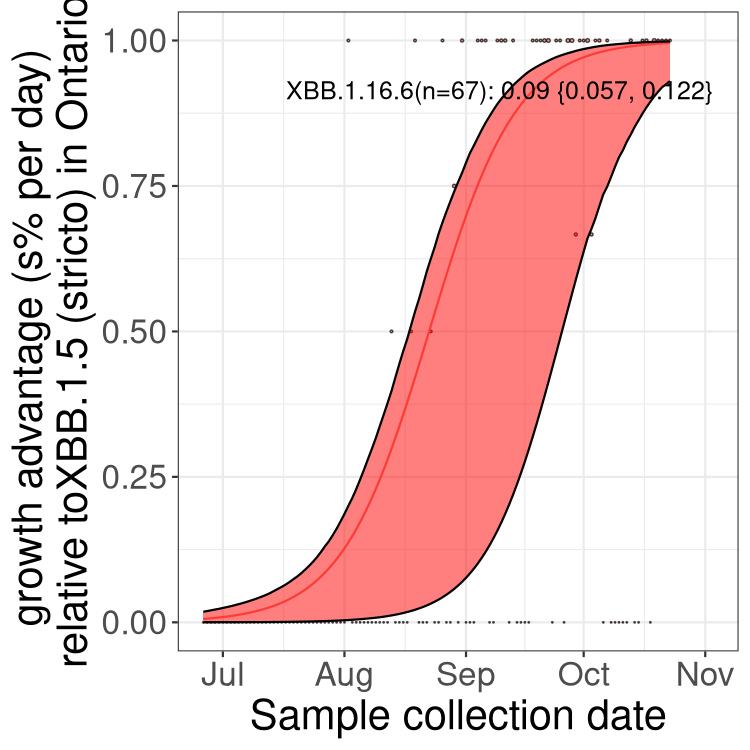 growth advantage (s% per day)
relative toXBB.1.5 (stricto) in Ontario
1.00
0.75
0.50
0.25
0.00
XBB.1.16.6(n=67): 0.09 {0.057, 0.122}
Jul Aug Sep Oct Nov
Sample collection date